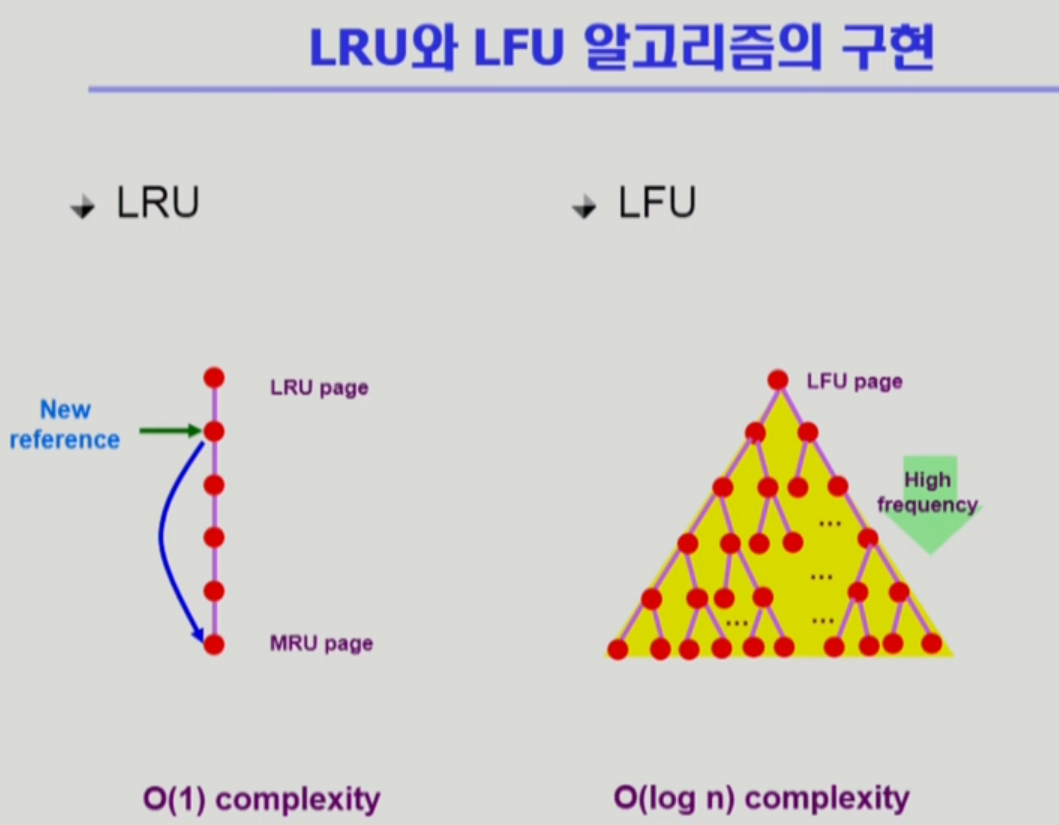 LRU와 LFU 알고리즘의 구현
LRU
LRU page
New
reference
MRU page
O(1) complexity
LFU
LFU page
High
frequency
...
...
...
...
O(log n) complexity